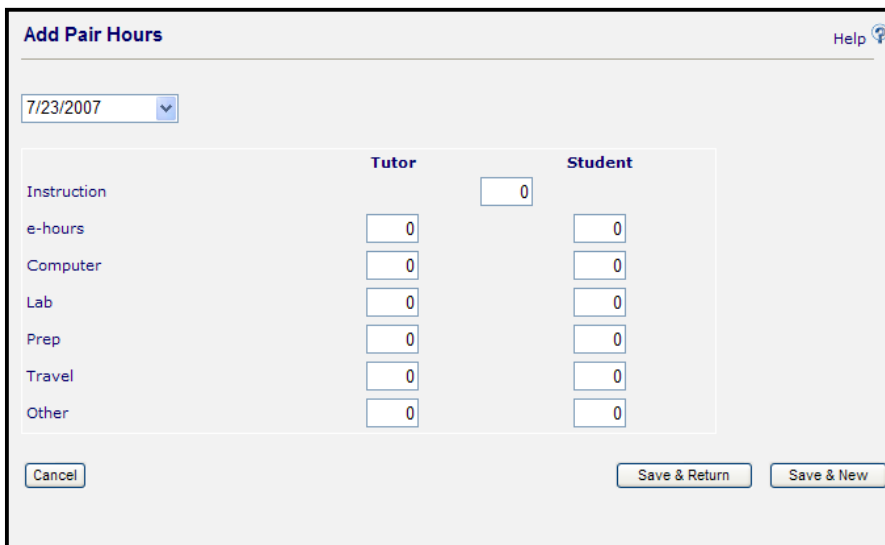 Add Pair Hours
Help
7/23/2007
Tutor Student
Instruction 0
e-hours 0 0
Computer 0 0
Lab 0 0
Prep 0 0
Travel 0 0
Other 0 0
Cancel Save & Return Save & New